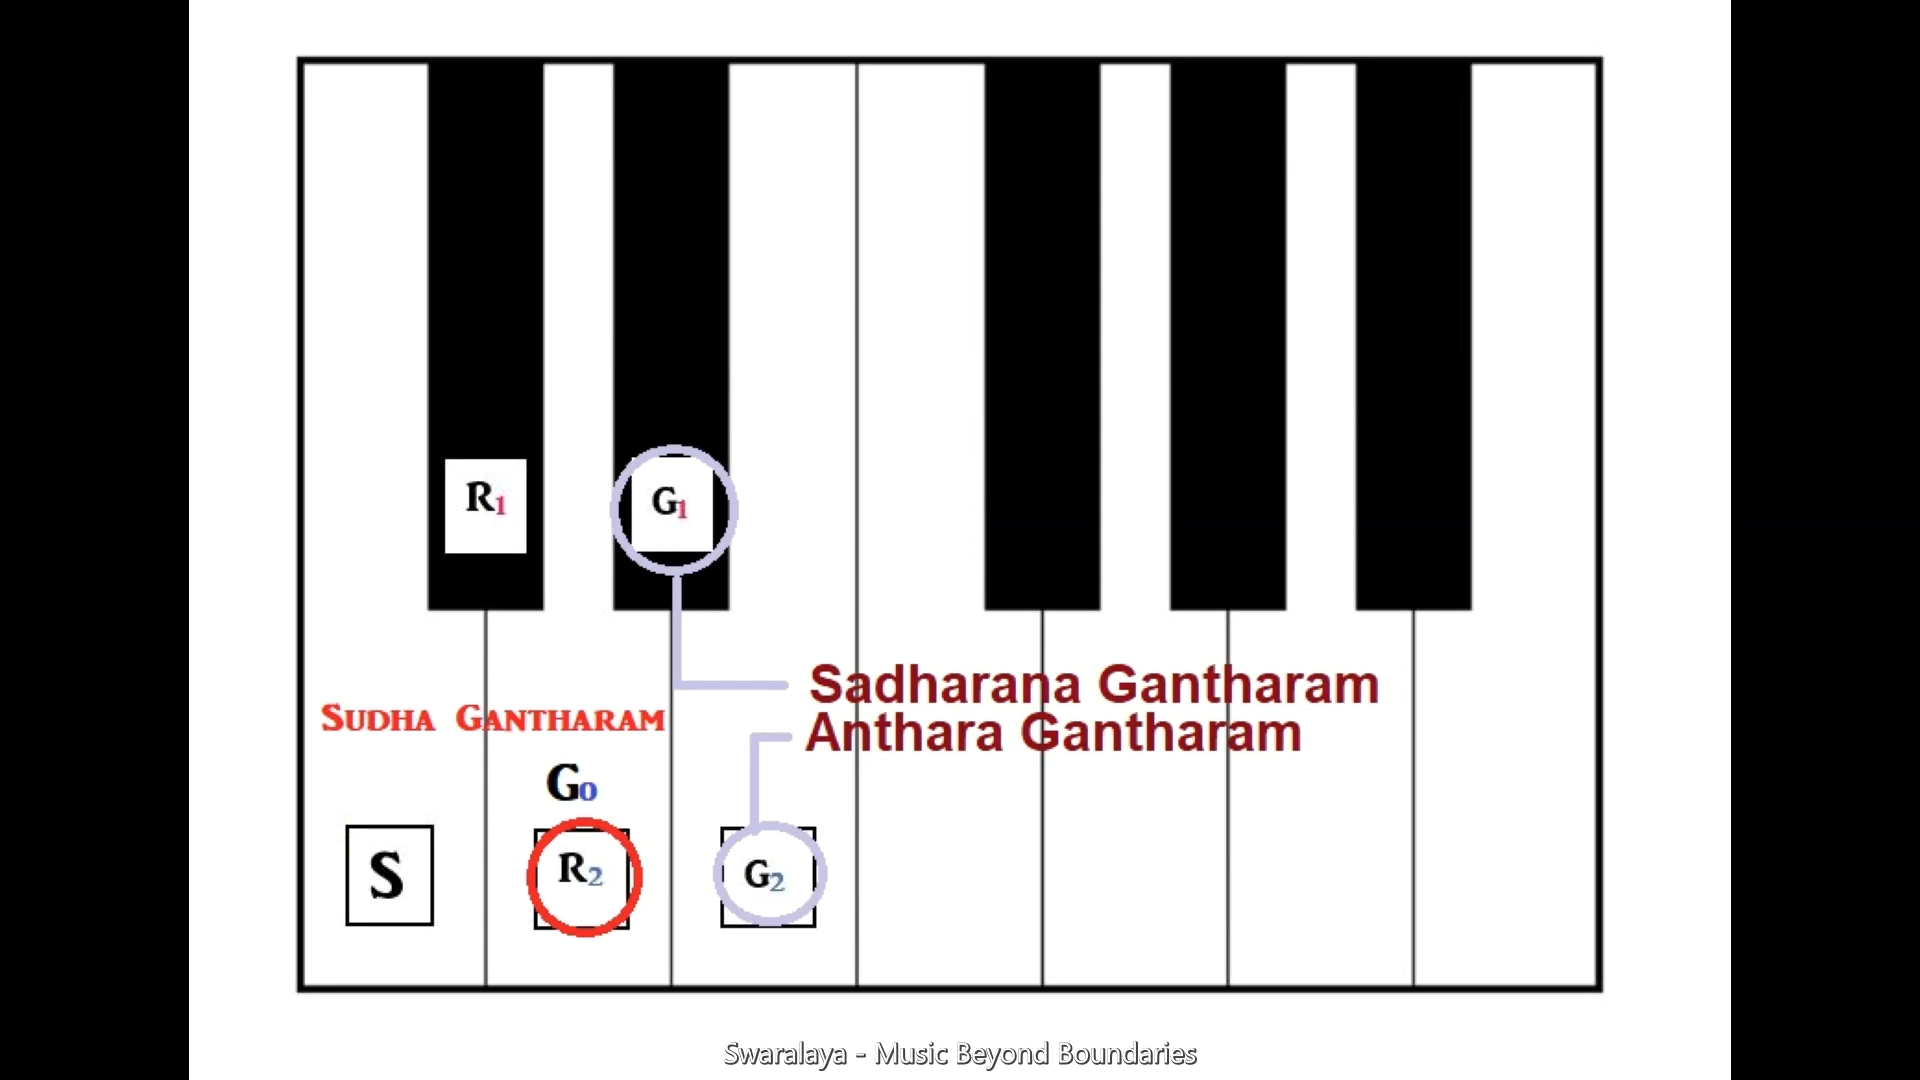 R1
G1
Sadharana Gantharam
SUDHA GANTHARAM
Anthara Gantharam
G0
S
R2
G2
Swaralaya - Music Beyond Boundaries